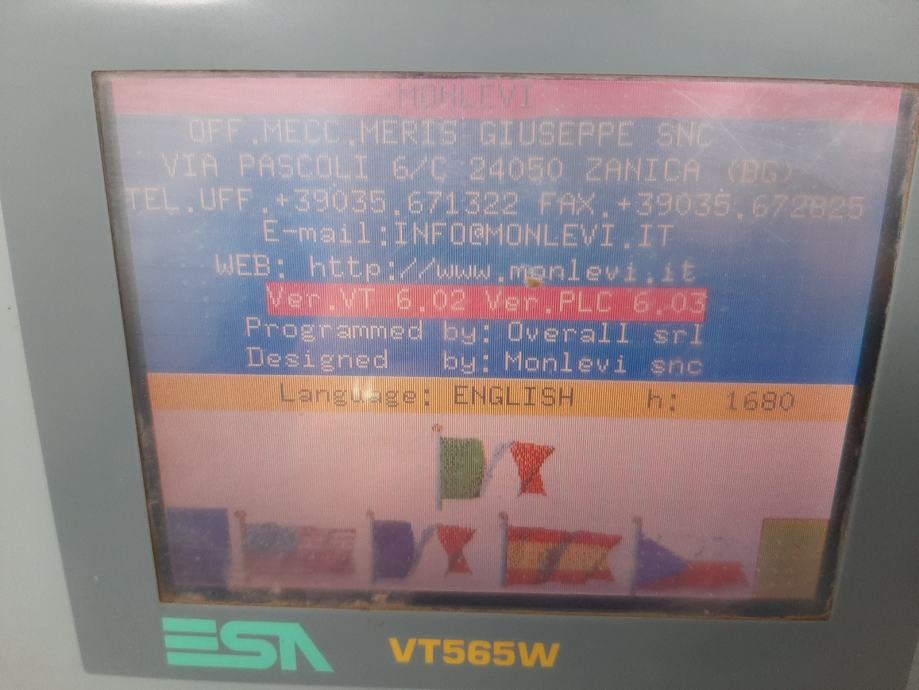 MONLEVI
OFF.MECC.MERIS GIUSEPPE SNC
VIA PASCOLI 6/C 24050 ZANICA (BG)
TEL.UFF.+39035.671322 FAX.+39035.672825
E-mail:INFO@MONLEVI.IT
WEB: http://www.monlevi.it
Ver.VT 6.02 Ver.PLC 6.03
Programmed by: Overall srl
Designed by: Monlevi snc
Language: ENGLISH h: 1680
ESA VT565W